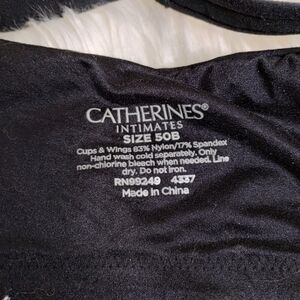 CATHERINES®
INTIMATES
SIZE 50B
Cups & Wings 83% Nylon/17% Spandex
Hand wash cold separately. Only
non-chlorine bleach when needed. Line
dry. Do not iron.
RN99249 4337
Made in China